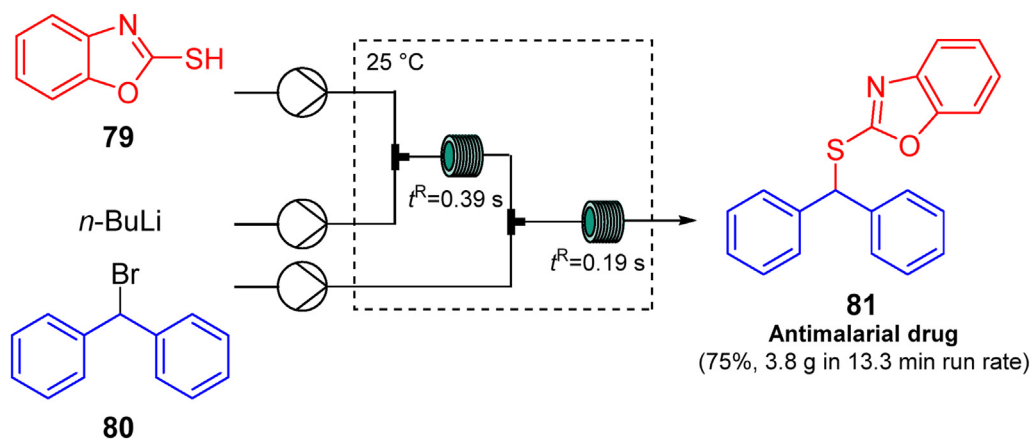 N
SH
O
79
n-BuLi
Br
80
25 °C
tR=0.39 s
tR=0.19 s
N
S
O
81
Antimalarial drug
(75%, 3.8 g in 13.3 min run rate)